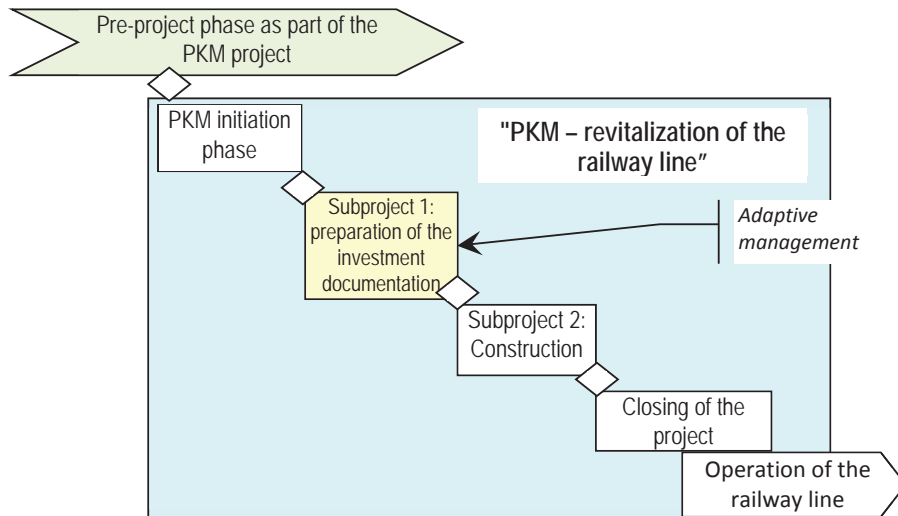 Pre-project phase as part of the
PKM project
PKM initiation
phase
"PKM – revitalization of the
railway line”
Subproject 1:
preparation of the
investment
documentation
Adaptive
management
Subproject 2:
Construction
Closing of the
project
Operation of the
railway line